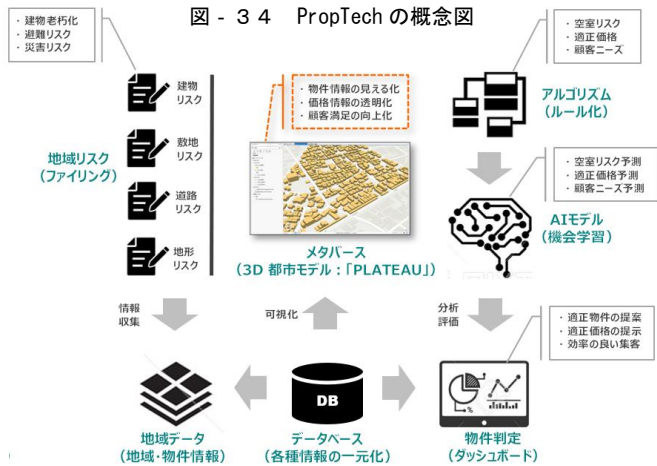 図-34 PropTechの概念図
・建物老朽化
・避難リスク
・災害リスク
建物
リスク
敷地
リスク
道路
リスク
地形
リスク
地域リスク
(ファイリング)
・物件情報の見える化
・価格情報の透明化
・顧客満足の向上化
メタバース
(3D 都市モデル:「PLATEAU」)
・空室リスク
・適正価格
・顧客ニーズ
アルゴリズム
(ルール化)
・空室リスク予測
・適正価格予測
・顧客ニーズ予測
AIモデル
(機会学習)
情報
収集
可視化
分析
評価
・適正物件の提案
・適正価格の提示
・効率の良い集客
地域データ
(地域・物件情報)
DB
データベース
(各種情報の一元化)
物件判定
(ダッシュボード)